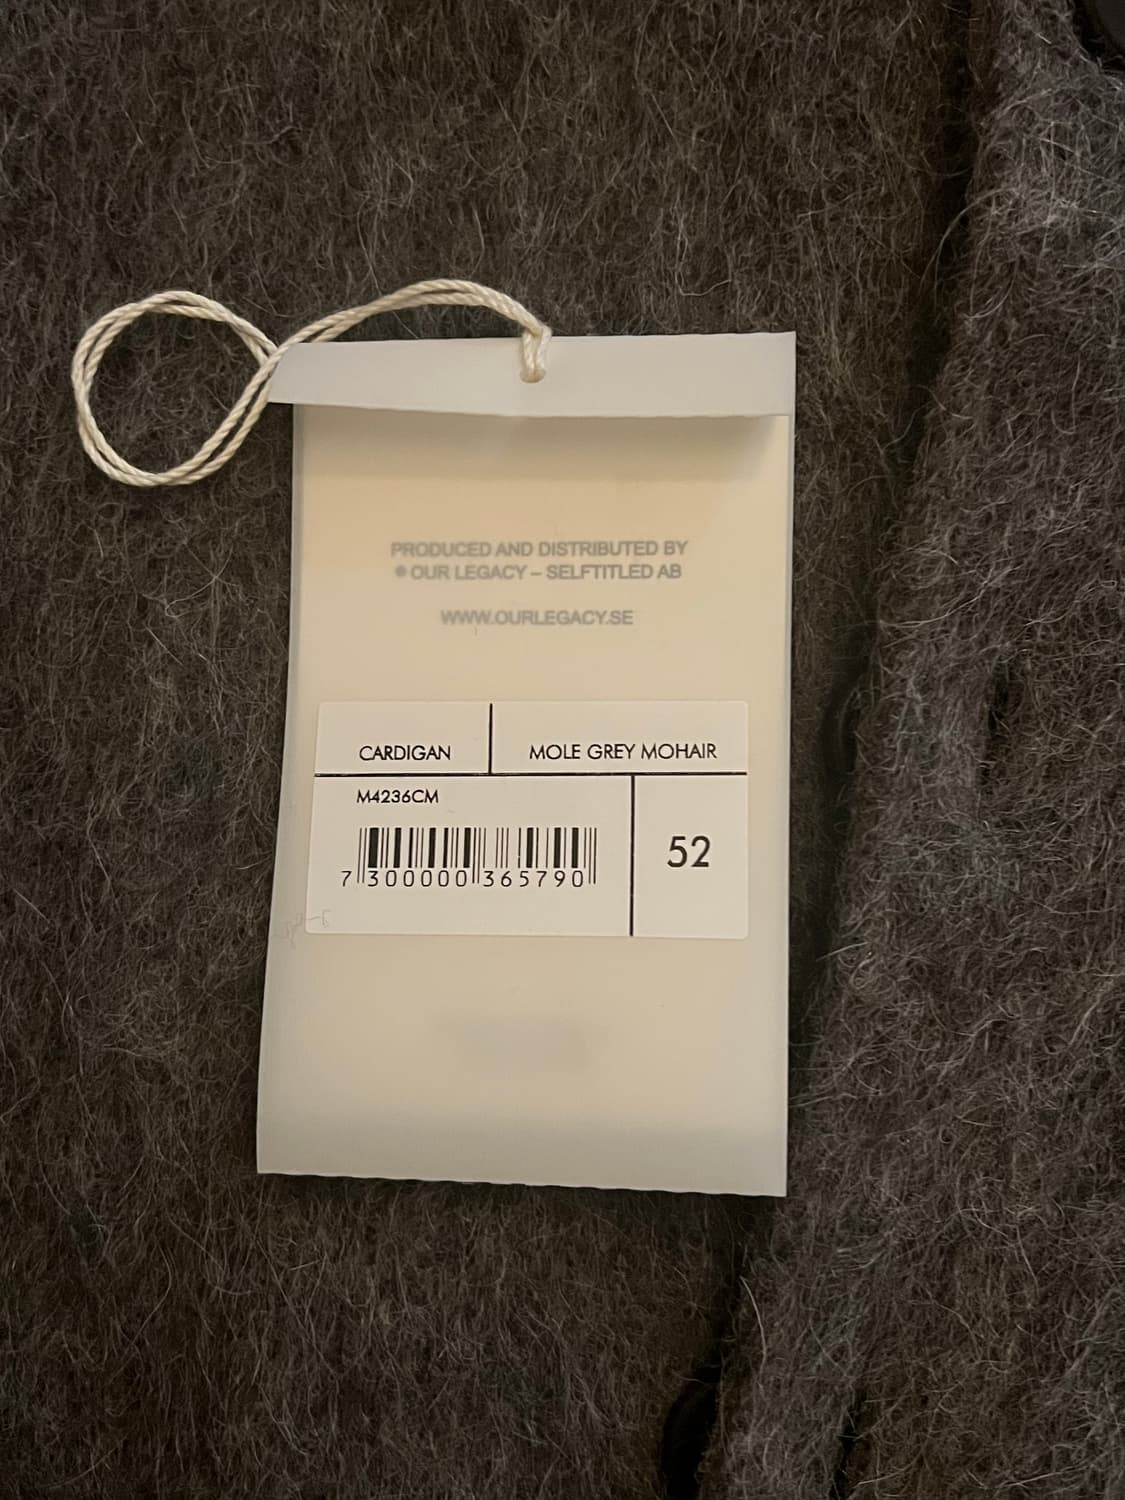 PRODUCED AND DISTRIBUTED BY
® OUR LEGACY – SELFTITLED AB
WWW.OURLEGACY.SE
CARDIGAN
MOLE GREY MOHAIR
M4236CM
7 300000 365790
52